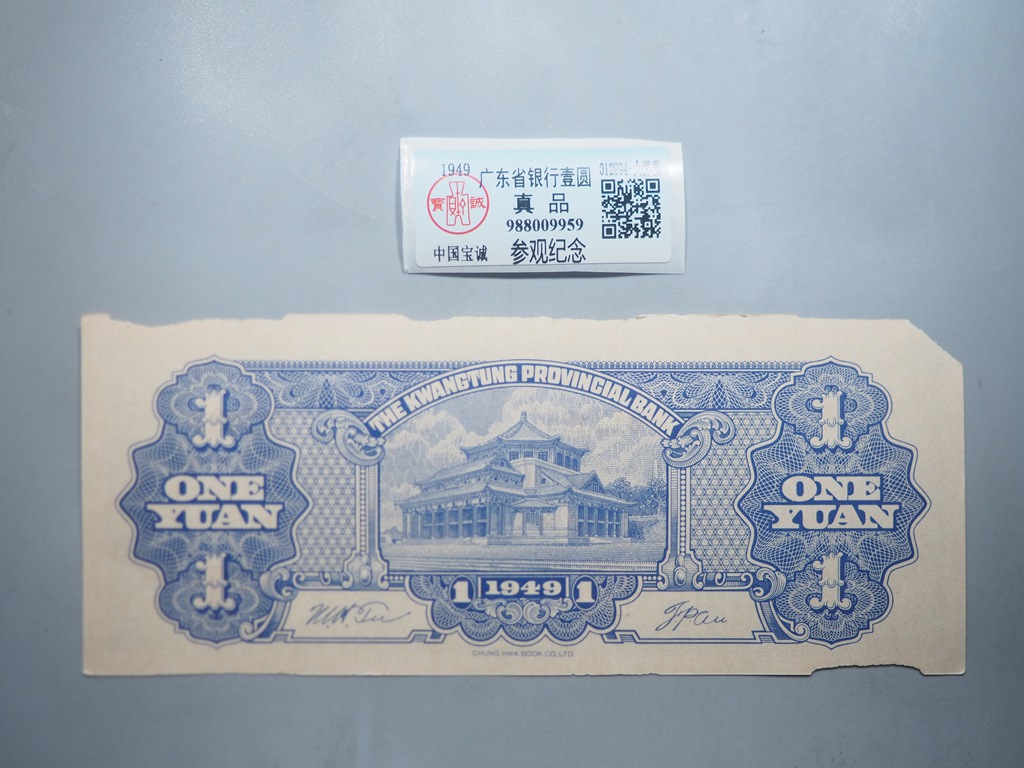 1949 广东省银行壹圆
真品
988009959
中国宝诚 参观纪念
THE KWANGTUNG PROVINCIAL BANK
1 1
ONE YUAN ONE YUAN
1 1
1 1949 1
CHUNG HWA BOOK CO, LTD.